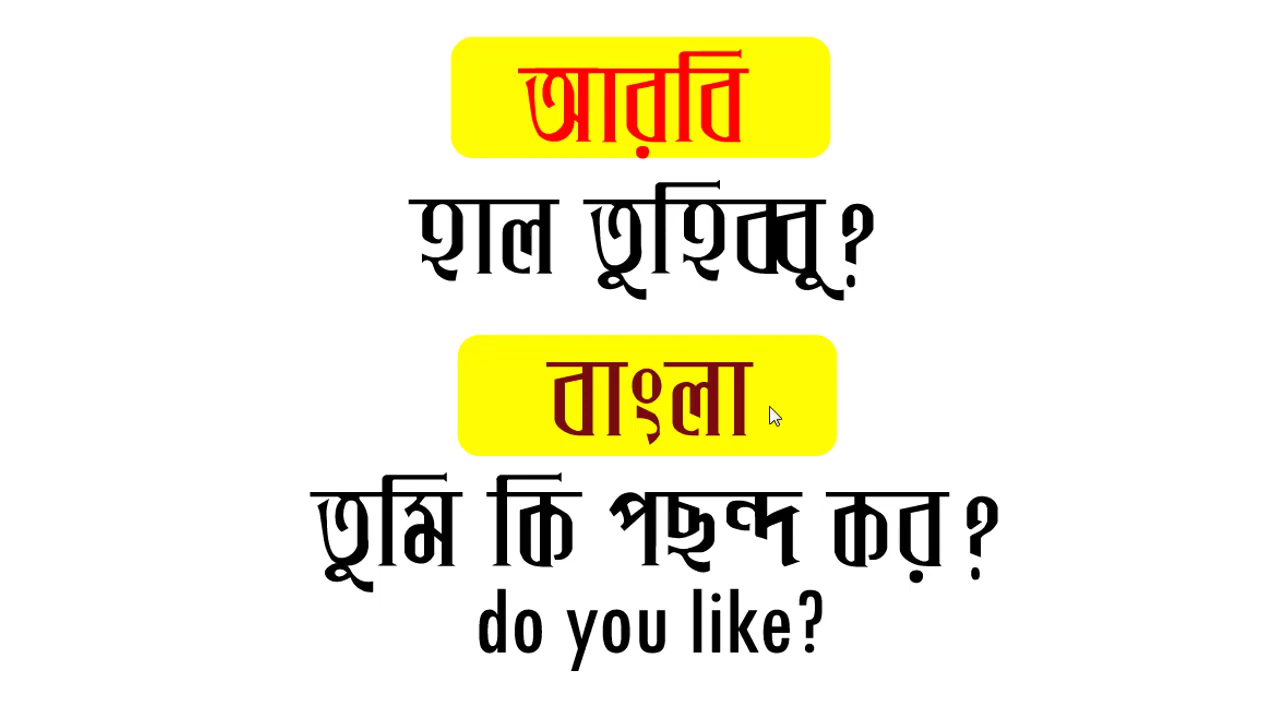 আরবি
হাল তুহিব্বু?
বাংলা
তুমি কি পছন্দ কর?
do you like?